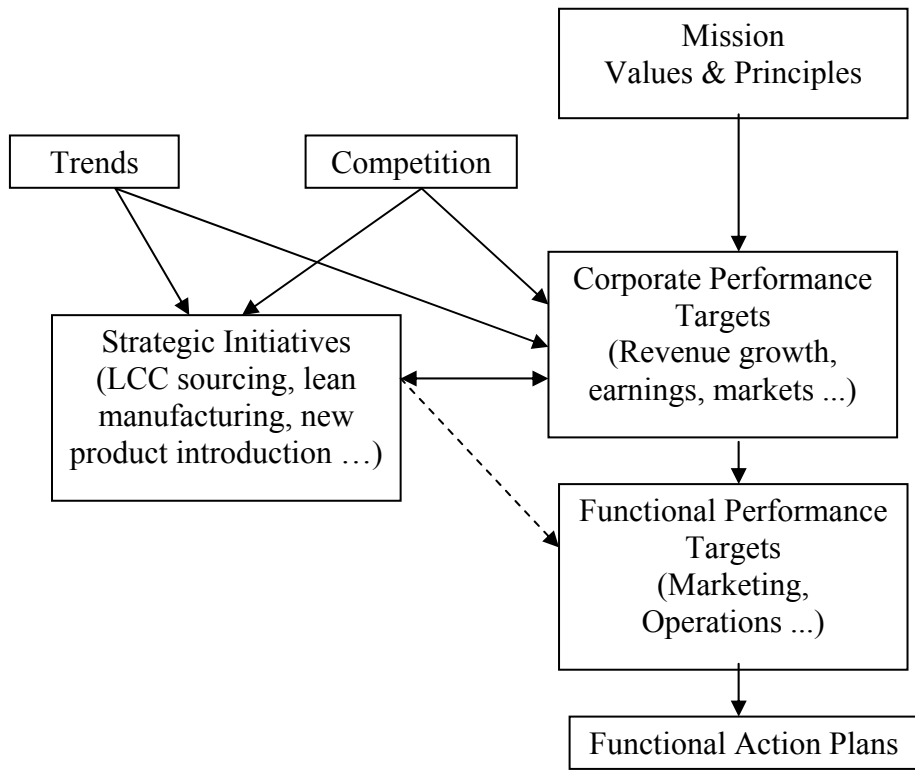 Mission
Values & Principles
Trends
Competition
Corporate Performance
Targets
(Revenue growth,
earnings, markets ...)
Strategic Initiatives
(LCC sourcing, lean
manufacturing, new
product introduction …)
Functional Performance
Targets
(Marketing,
Operations ...)
Functional Action Plans